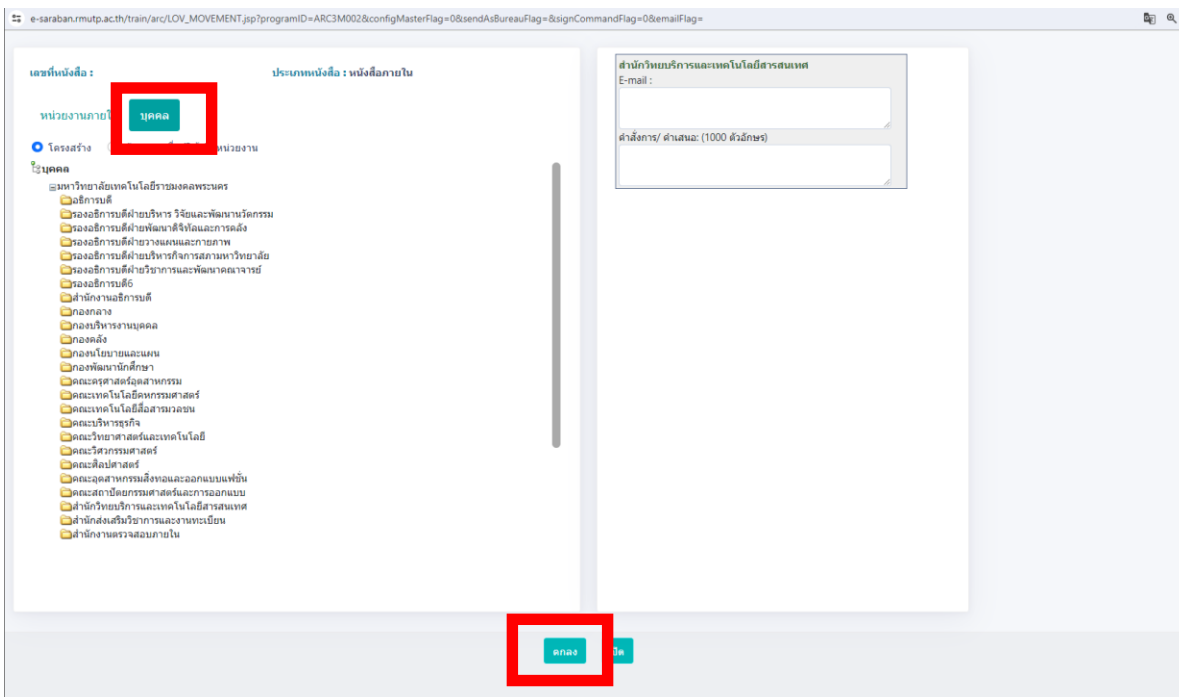 e-saraban.rmutp.ac.th/train/arc/LOV_MOVEMENT.jsp?programID=ARC3M002&configMasterFlag=0&sendAsBureauFlag=&signCommandFlag=0&emailFlag=
เลขที่หนังสือ : ประเภทหนังสือ : หนังสือภายใน
หน่วยงานภายใ บุคคล
โครงสร้าง หน่วยงาน
บุคคล
มหาวิทยาลัยเทคโนโลยีราชมงคลพระนคร
อธิการบดี
รองอธิการบดีฝ่ายบริหาร วิจัยและพัฒนานวัตกรรม
รองอธิการบดีฝ่ายพัฒนาดิจิทัลและการคลัง
รองอธิการบดีฝ่ายวางแผนและกายภาพ
รองอธิการบดีฝ่ายบริหารกิจการสภามหาวิทยาลัย
รองอธิการบดีฝ่ายวิชาการและพัฒนาคณาจารย์
รองอธิการบดี6
สำนักงานอธิการบดี
กองกลาง
กองบริหารงานบุคคล
กองคลัง
กองนโยบายและแผน
กองพัฒนานักศึกษา
คณะครุศาสตร์อุตสาหกรรม
คณะเทคโนโลยีคหกรรมศาสตร์
คณะเทคโนโลยีสื่อสารมวลชน
คณะบริหารธุรกิจ
คณะวิทยาศาสตร์และเทคโนโลยี
คณะวิศวกรรมศาสตร์
คณะศิลปศาสตร์
คณะอุตสาหกรรมสิ่งทอและออกแบบแฟชั่น
คณะสถาปัตยกรรมศาสตร์และการออกแบบ
สำนักวิทยบริการและเทคโนโลยีสารสนเทศ
สำนักส่งเสริมวิชาการและงานทะเบียน
สำนักงานตรวจสอบภายใน
สำนักวิทยบริการและเทคโนโลยีสารสนเทศ
E-mail :
คำสั่งการ/ คำเสนอ: (1000 ตัวอักษร)
ตกลง ปิด